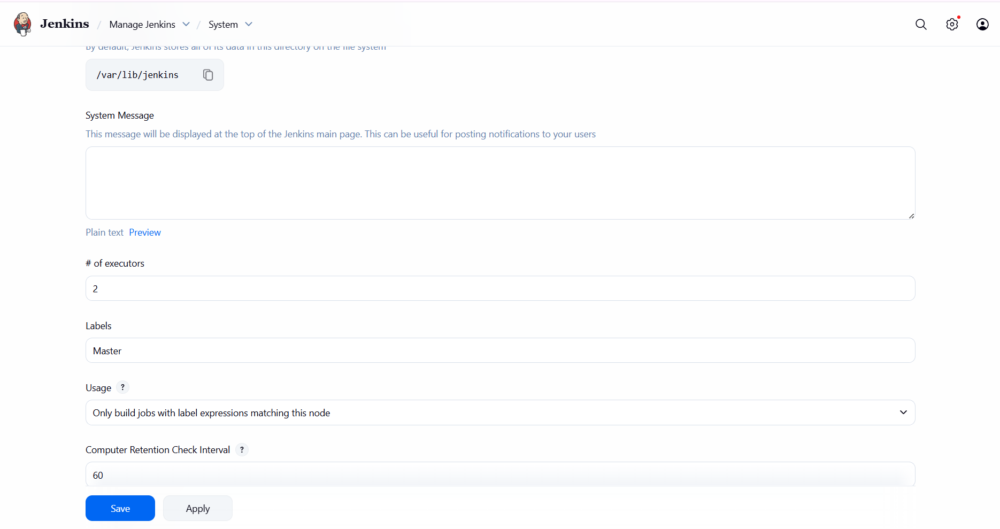 Jenkins / Manage Jenkins / System
By default, Jenkins stores all of its data in this directory on the file system
/var/lib/jenkins
System Message
This message will be displayed at the top of the Jenkins main page. This can be useful for posting notifications to your users
Plain text Preview
# of executors
2
Labels
Master
Usage ?
Only build jobs with label expressions matching this node
Computer Retention Check Interval ?
60
Save Apply